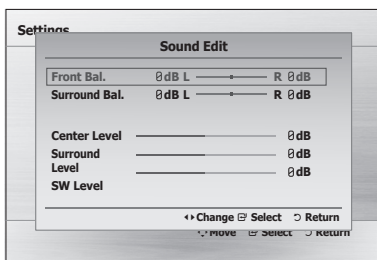 Settings
Sound Edit
Front Bal. 0dB L R 0dB
Surround Bal. 0dB L R 0dB
Center Level 0dB
Surround
Level 0dB
SW Level
Change Select Return
Move Select Return